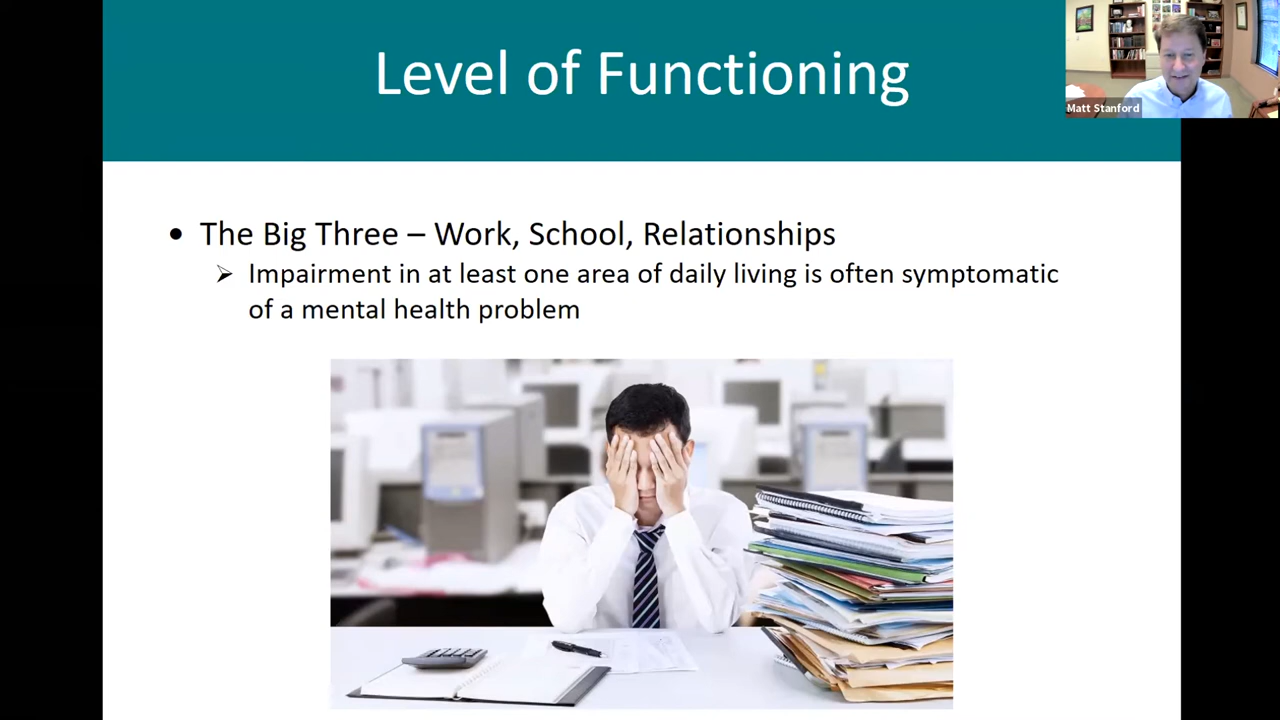 Level of Functioning
Matt Stanford
• The Big Three – Work, School, Relationships
➢ Impairment in at least one area of daily living is often symptomatic
of a mental health problem